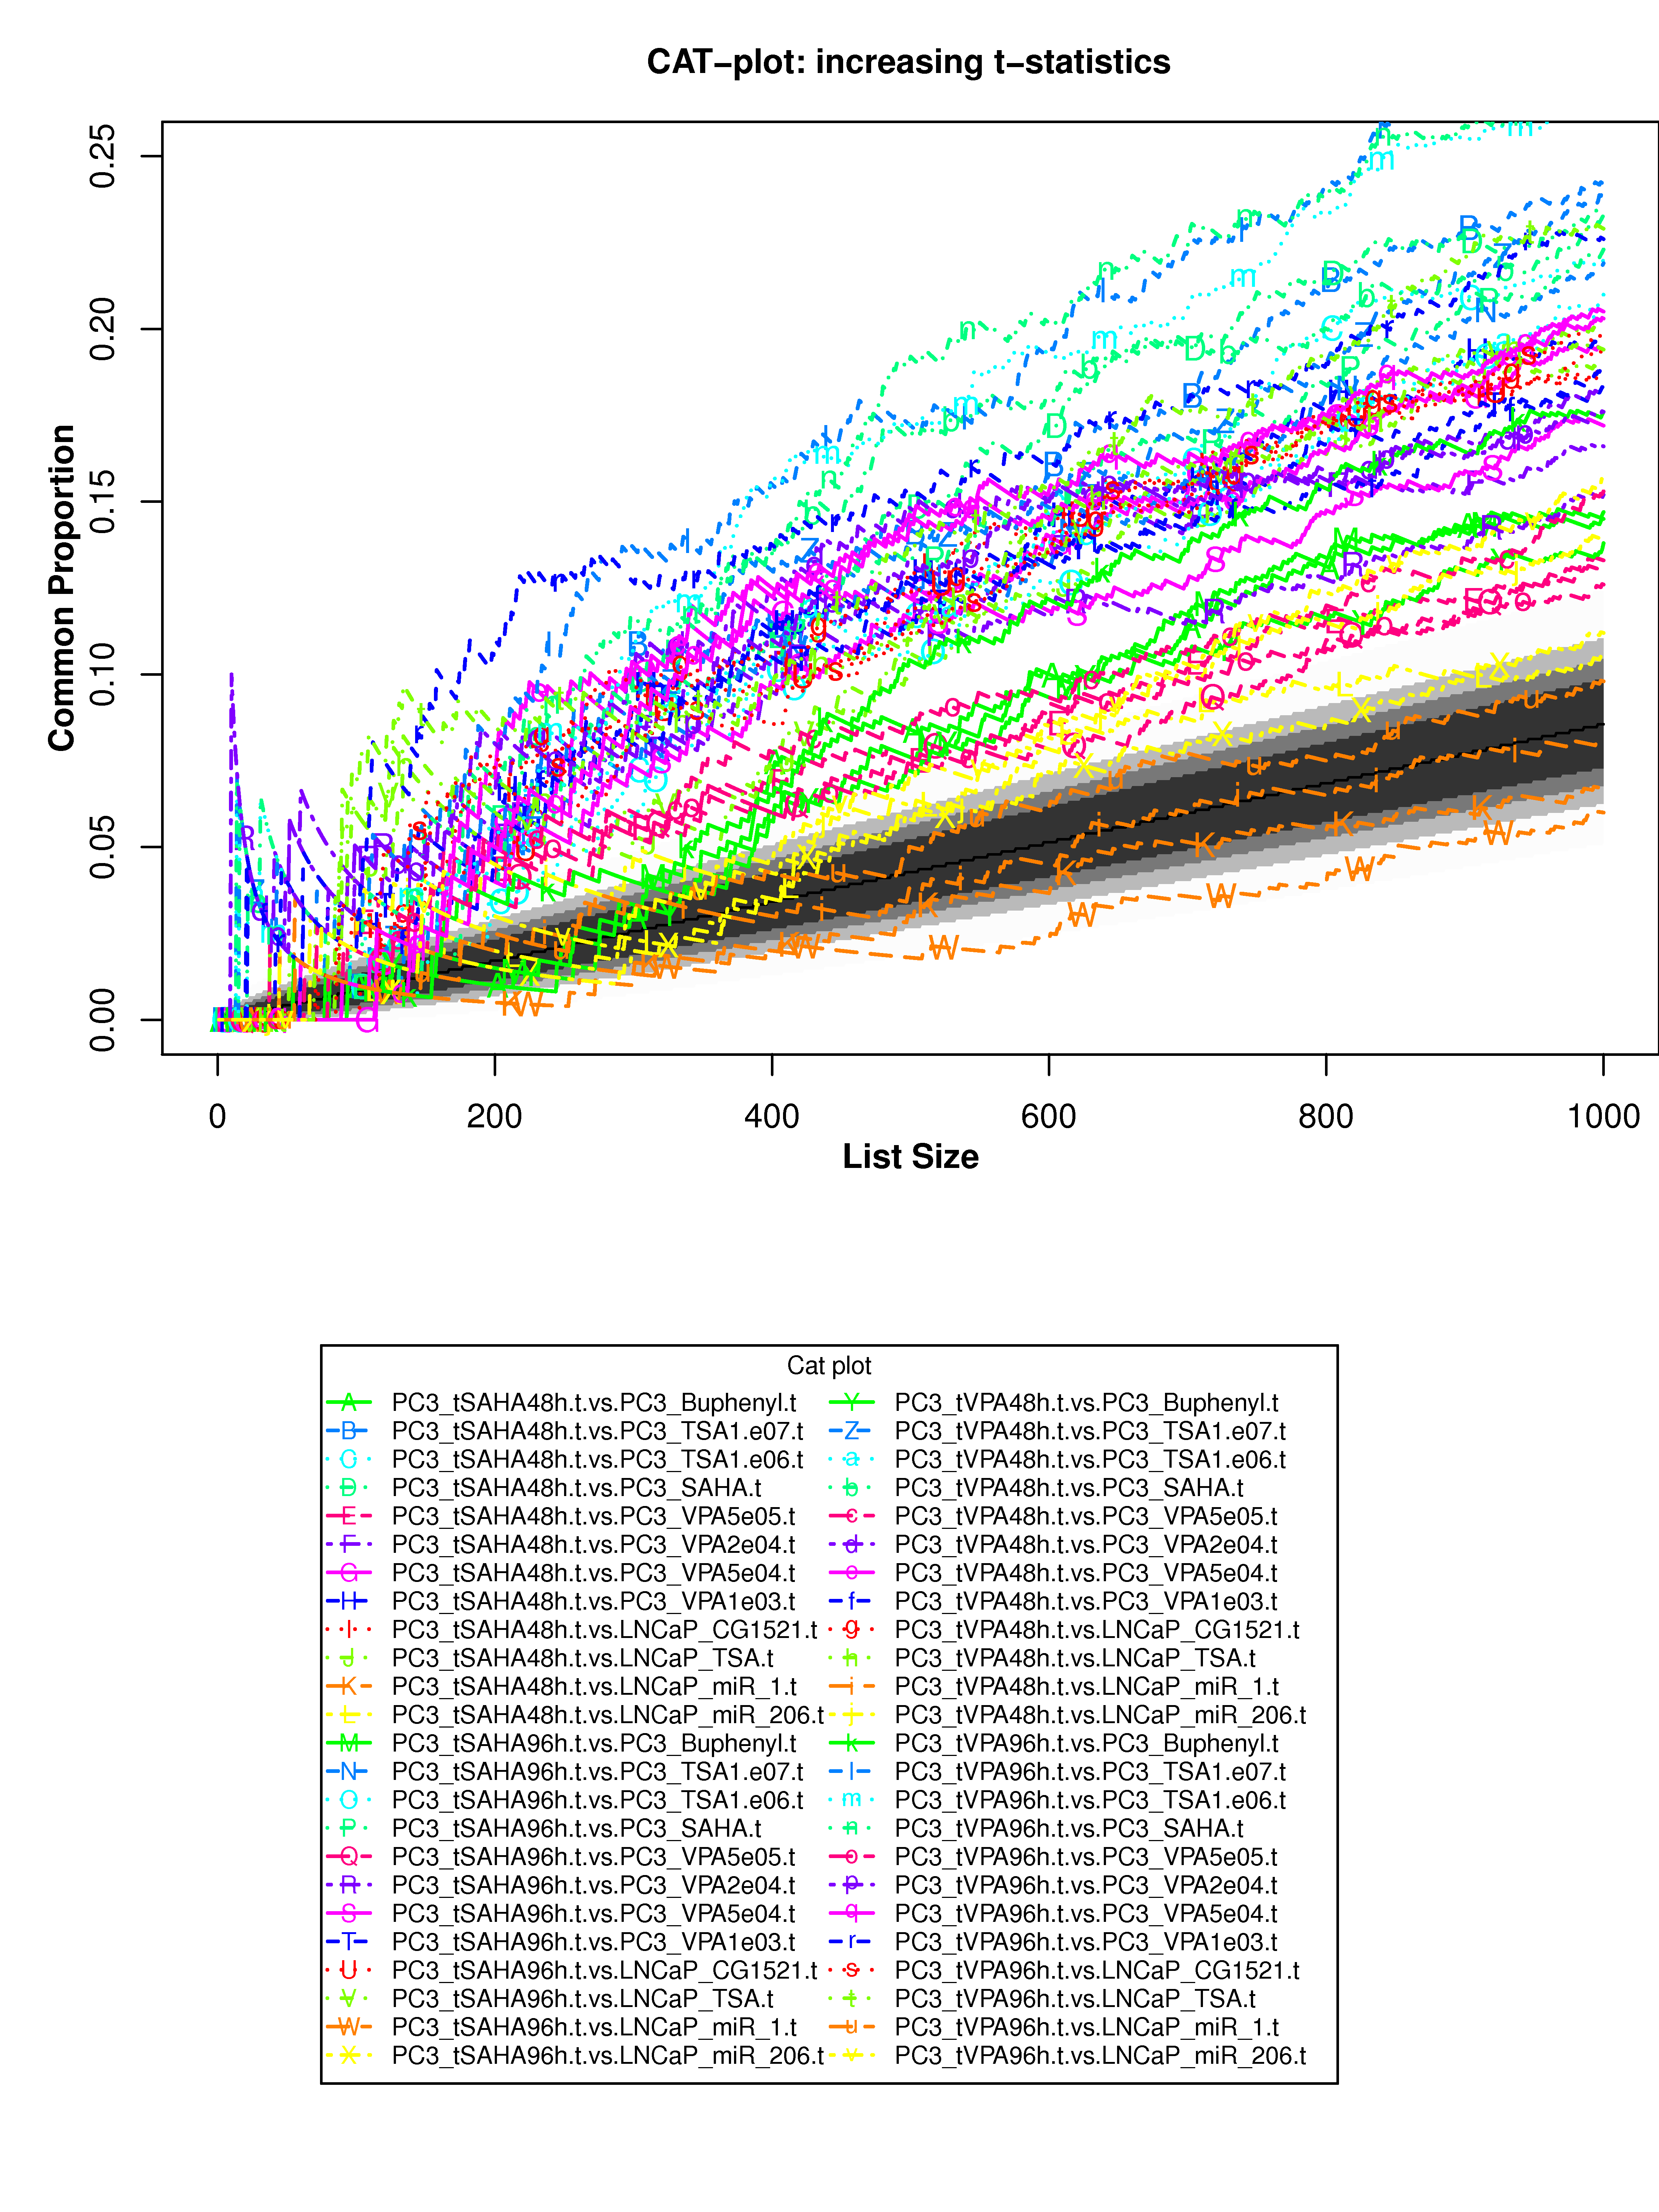 CAT−plot: increasing t−statistics
0.25
0.20
0.15
0.10
0.05
0.00
Common Proportion
0 200 400 600 800 1000
List Size
Cat plot
A PC3_tSAHA48h.t.vs.PC3_Buphenyl.t Y PC3_tVPA48h.t.vs.PC3_Buphenyl.t
B PC3_tSAHA48h.t.vs.PC3_TSA1.e07.t Z PC3_tVPA48h.t.vs.PC3_TSA1.e07.t
C PC3_tSAHA48h.t.vs.PC3_TSA1.e06.t a PC3_tVPA48h.t.vs.PC3_TSA1.e06.t
D PC3_tSAHA48h.t.vs.PC3_SAHA.t b PC3_tVPA48h.t.vs.PC3_SAHA.t
E PC3_tSAHA48h.t.vs.PC3_VPA5e05.t c PC3_tVPA48h.t.vs.PC3_VPA5e05.t
F PC3_tSAHA48h.t.vs.PC3_VPA2e04.t d PC3_tVPA48h.t.vs.PC3_VPA2e04.t
G PC3_tSAHA48h.t.vs.PC3_VPA5e04.t e PC3_tVPA48h.t.vs.PC3_VPA5e04.t
H PC3_tSAHA48h.t.vs.PC3_VPA1e03.t f PC3_tVPA48h.t.vs.PC3_VPA1e03.t
I PC3_tSAHA48h.t.vs.LNCaP_CG1521.t g PC3_tVPA48h.t.vs.LNCaP_CG1521.t
J PC3_tSAHA48h.t.vs.LNCaP_TSA.t h PC3_tVPA48h.t.vs.LNCaP_TSA.t
K PC3_tSAHA48h.t.vs.LNCaP_miR_1.t i PC3_tVPA48h.t.vs.LNCaP_miR_1.t
L PC3_tSAHA48h.t.vs.LNCaP_miR_206.t j PC3_tVPA48h.t.vs.LNCaP_miR_206.t
M PC3_tSAHA96h.t.vs.PC3_Buphenyl.t k PC3_tVPA96h.t.vs.PC3_Buphenyl.t
N PC3_tSAHA96h.t.vs.PC3_TSA1.e07.t l PC3_tVPA96h.t.vs.PC3_TSA1.e07.t
O PC3_tSAHA96h.t.vs.PC3_TSA1.e06.t m PC3_tVPA96h.t.vs.PC3_TSA1.e06.t
P PC3_tSAHA96h.t.vs.PC3_SAHA.t n PC3_tVPA96h.t.vs.PC3_SAHA.t
Q PC3_tSAHA96h.t.vs.PC3_VPA5e05.t o PC3_tVPA96h.t.vs.PC3_VPA5e05.t
R PC3_tSAHA96h.t.vs.PC3_VPA2e04.t p PC3_tVPA96h.t.vs.PC3_VPA2e04.t
S PC3_tSAHA96h.t.vs.PC3_VPA5e04.t q PC3_tVPA96h.t.vs.PC3_VPA5e04.t
T PC3_tSAHA96h.t.vs.PC3_VPA1e03.t r PC3_tVPA96h.t.vs.PC3_VPA1e03.t
U PC3_tSAHA96h.t.vs.LNCaP_CG1521.t s PC3_tVPA96h.t.vs.LNCaP_CG1521.t
V PC3_tSAHA96h.t.vs.LNCaP_TSA.t t PC3_tVPA96h.t.vs.LNCaP_TSA.t
W PC3_tSAHA96h.t.vs.LNCaP_miR_1.t u PC3_tVPA96h.t.vs.LNCaP_miR_1.t
X PC3_tSAHA96h.t.vs.LNCaP_miR_206.t v PC3_tVPA96h.t.vs.LNCaP_miR_206.t